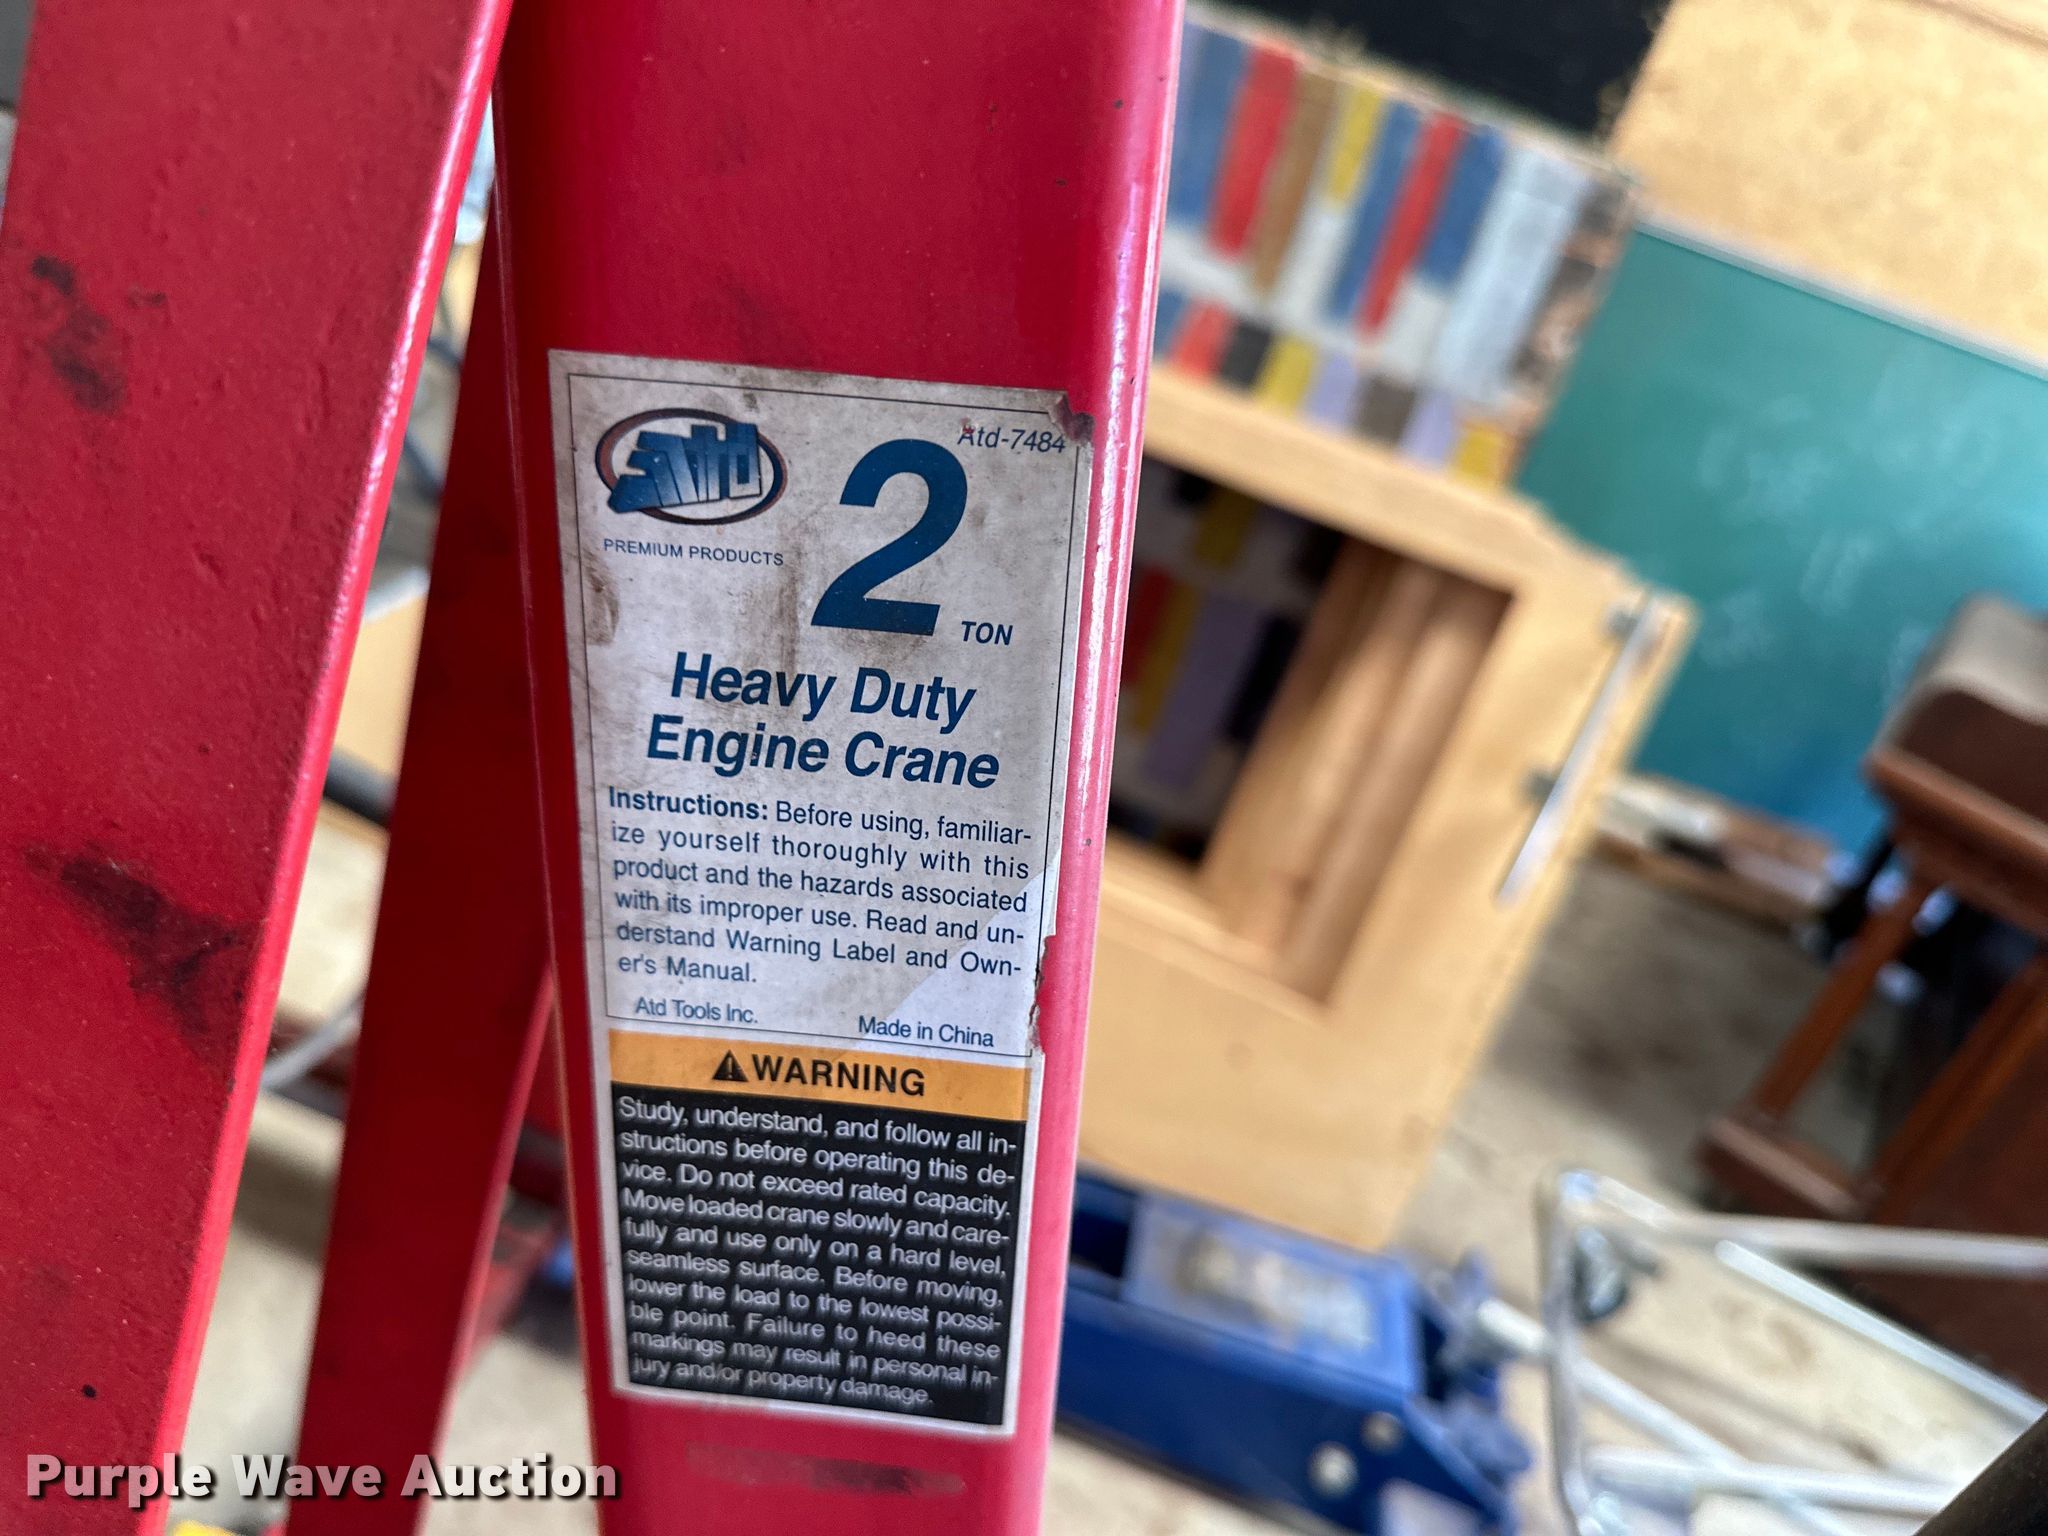 Atd
Atd-7484
PREMIUM PRODUCTS
2
TON
Heavy Duty
Engine Crane
Instructions: Before using, familiar-
ize yourself thoroughly with this
product and the hazards associated
with its improper use. Read and un-
derstand Warning Label and Own-
er's Manual.
Atd Tools Inc.
Made in China
WARNING
Study, understand, and follow all in-
structions before operating this de-
vice. Do not exceed rated capacity.
Move loaded crane slowly and care-
fully and use only on a hard level,
seamless surface. Before moving,
lower the load to the lowest possi-
ble point. Failure to heed these
markings may result in personal in-
jury and/or property damage.
Purple Wave Auction